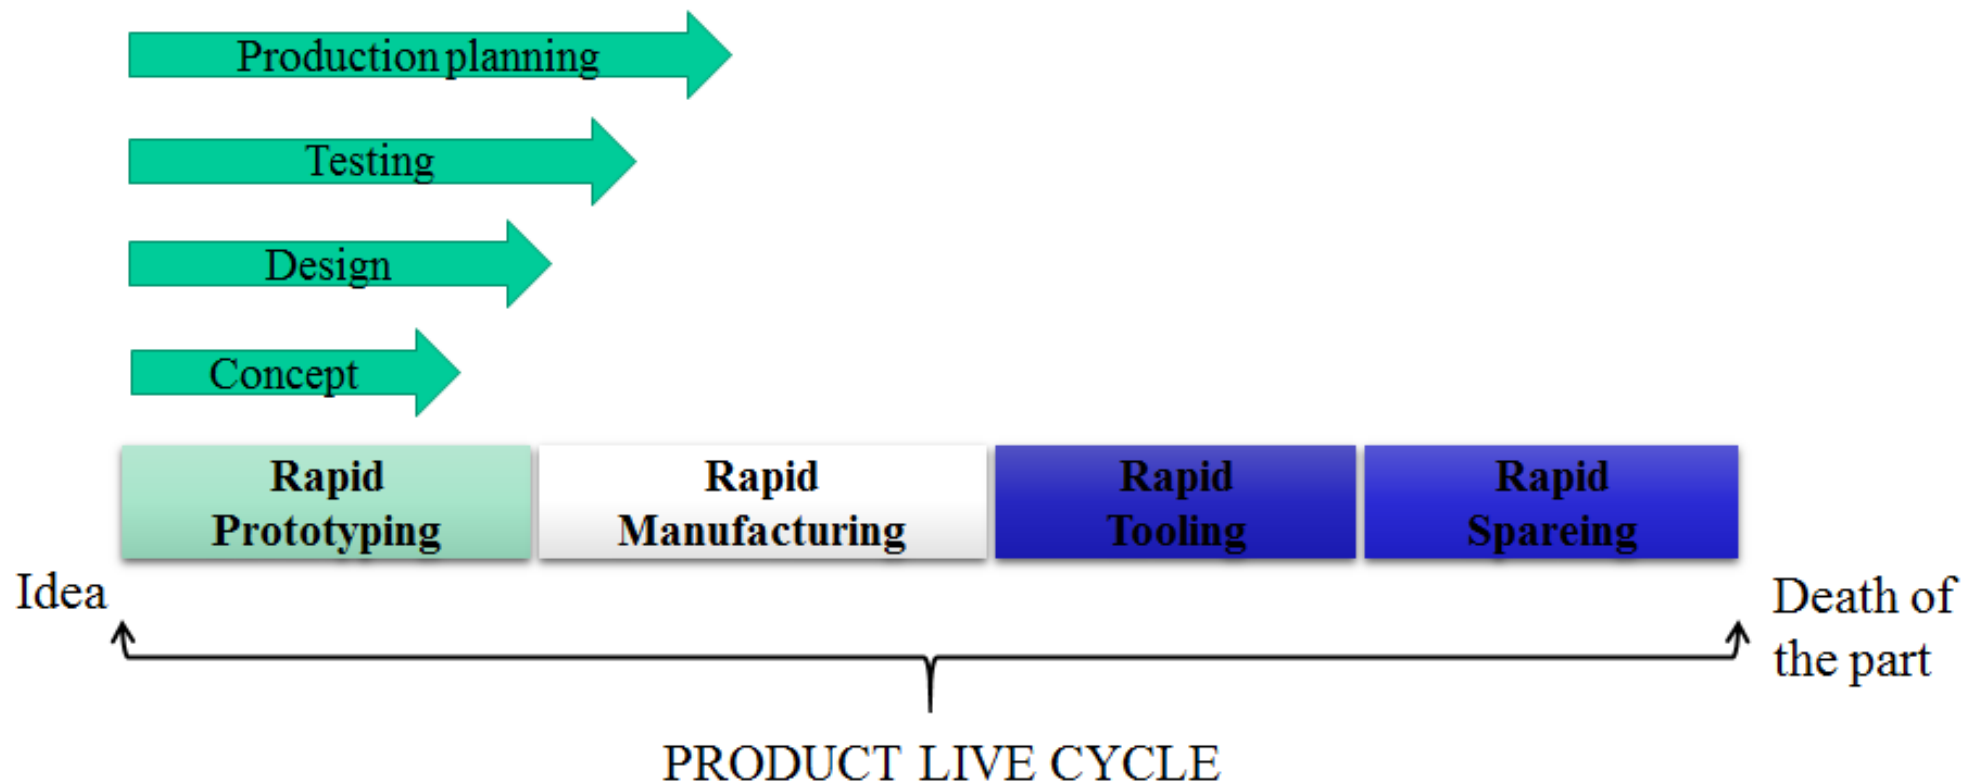 Production planning
Testing
Design
Concept
Rapid
Prototyping
Rapid
Manufacturing
Rapid
Tooling
Rapid
Spareing
Idea
Death of
the part
PRODUCT LIVE CYCLE